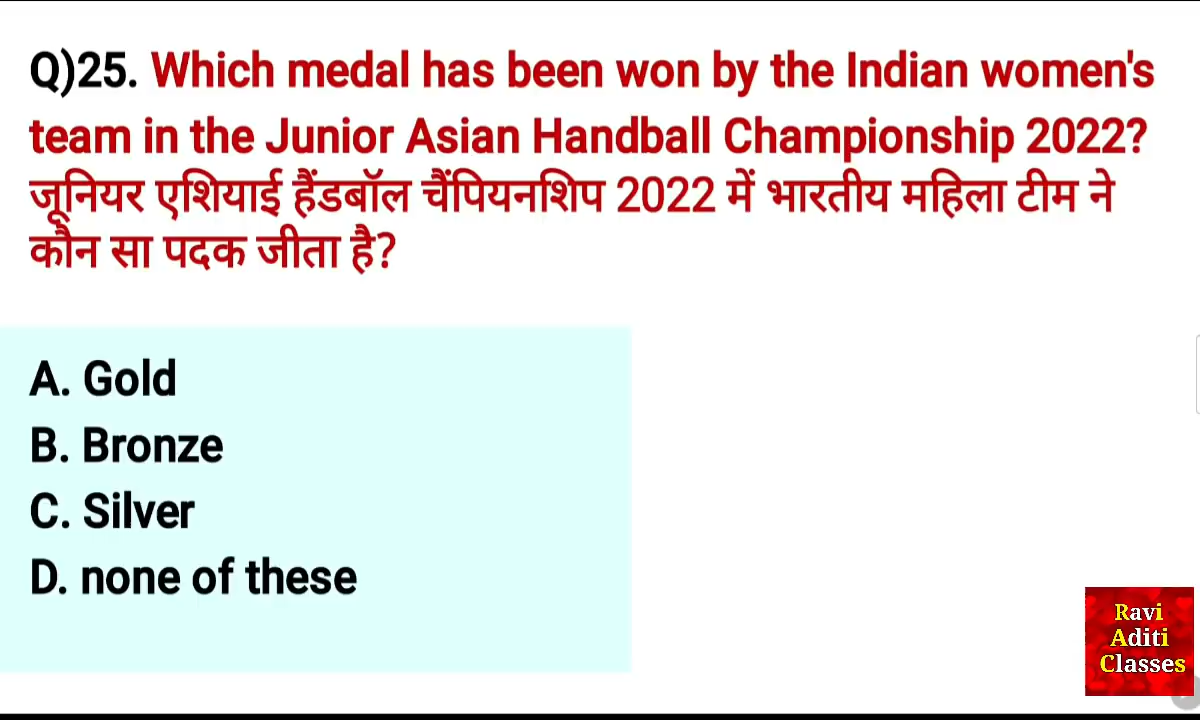 Q)25. Which medal has been won by the Indian women's
team in the Junior Asian Handball Championship 2022?
जूनियर एशियाई हैंडबॉल चैंपियनशिप 2022 में भारतीय महिला टीम ने
कौन सा पदक जीता है?
A. Gold
B. Bronze
C. Silver
D. none of these
Ravi
Aditi
Classes